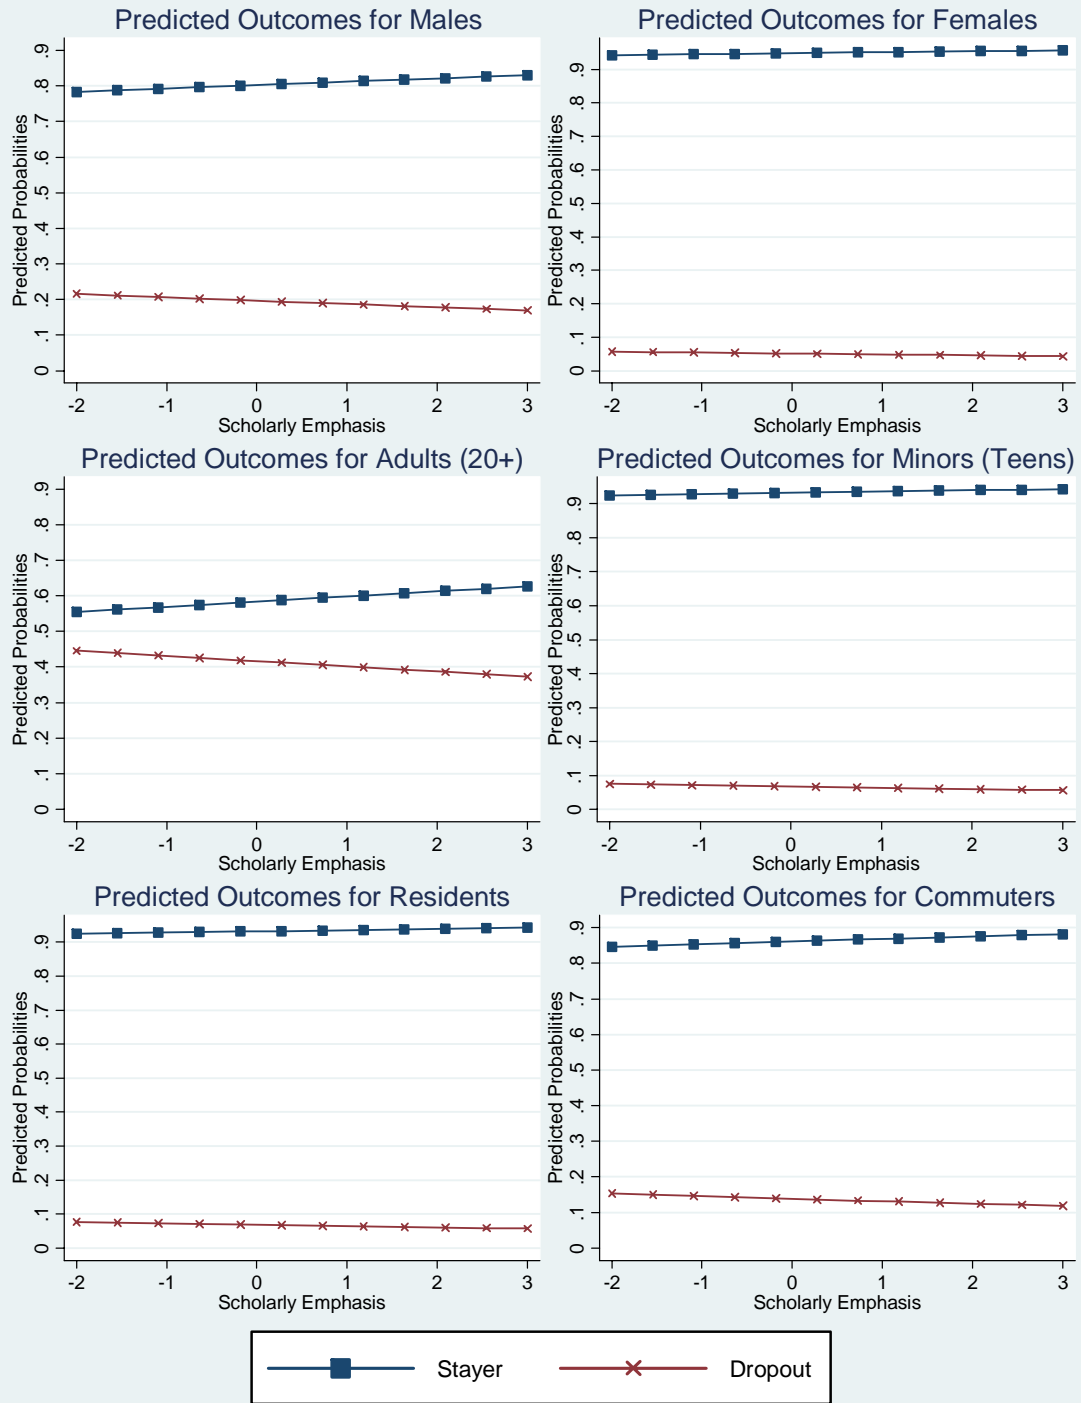 Predicted Outcomes for Males
Predicted Probabilities
.9
.8
.7
.6
.5
.4
.3
.2
.1
0
-2 -1 0 1 2 3
Scholarly Emphasis
Predicted Outcomes for Females
Predicted Probabilities
.9
.8
.7
.6
.5
.4
.3
.2
.1
0
-2 -1 0 1 2 3
Scholarly Emphasis
Predicted Outcomes for Adults (20+)
Predicted Probabilities
.9
.8
.7
.6
.5
.4
.3
.2
.1
0
-2 -1 0 1 2 3
Scholarly Emphasis
Predicted Outcomes for Minors (Teens)
Predicted Probabilities
.9
.8
.7
.6
.5
.4
.3
.2
.1
0
-2 -1 0 1 2 3
Scholarly Emphasis
Predicted Outcomes for Residents
Predicted Probabilities
.9
.8
.7
.6
.5
.4
.3
.2
.1
0
-2 -1 0 1 2 3
Scholarly Emphasis
Predicted Outcomes for Commuters
Predicted Probabilities
.9
.8
.7
.6
.5
.4
.3
.2
.1
0
-2 -1 0 1 2 3
Scholarly Emphasis
Stayer Dropout